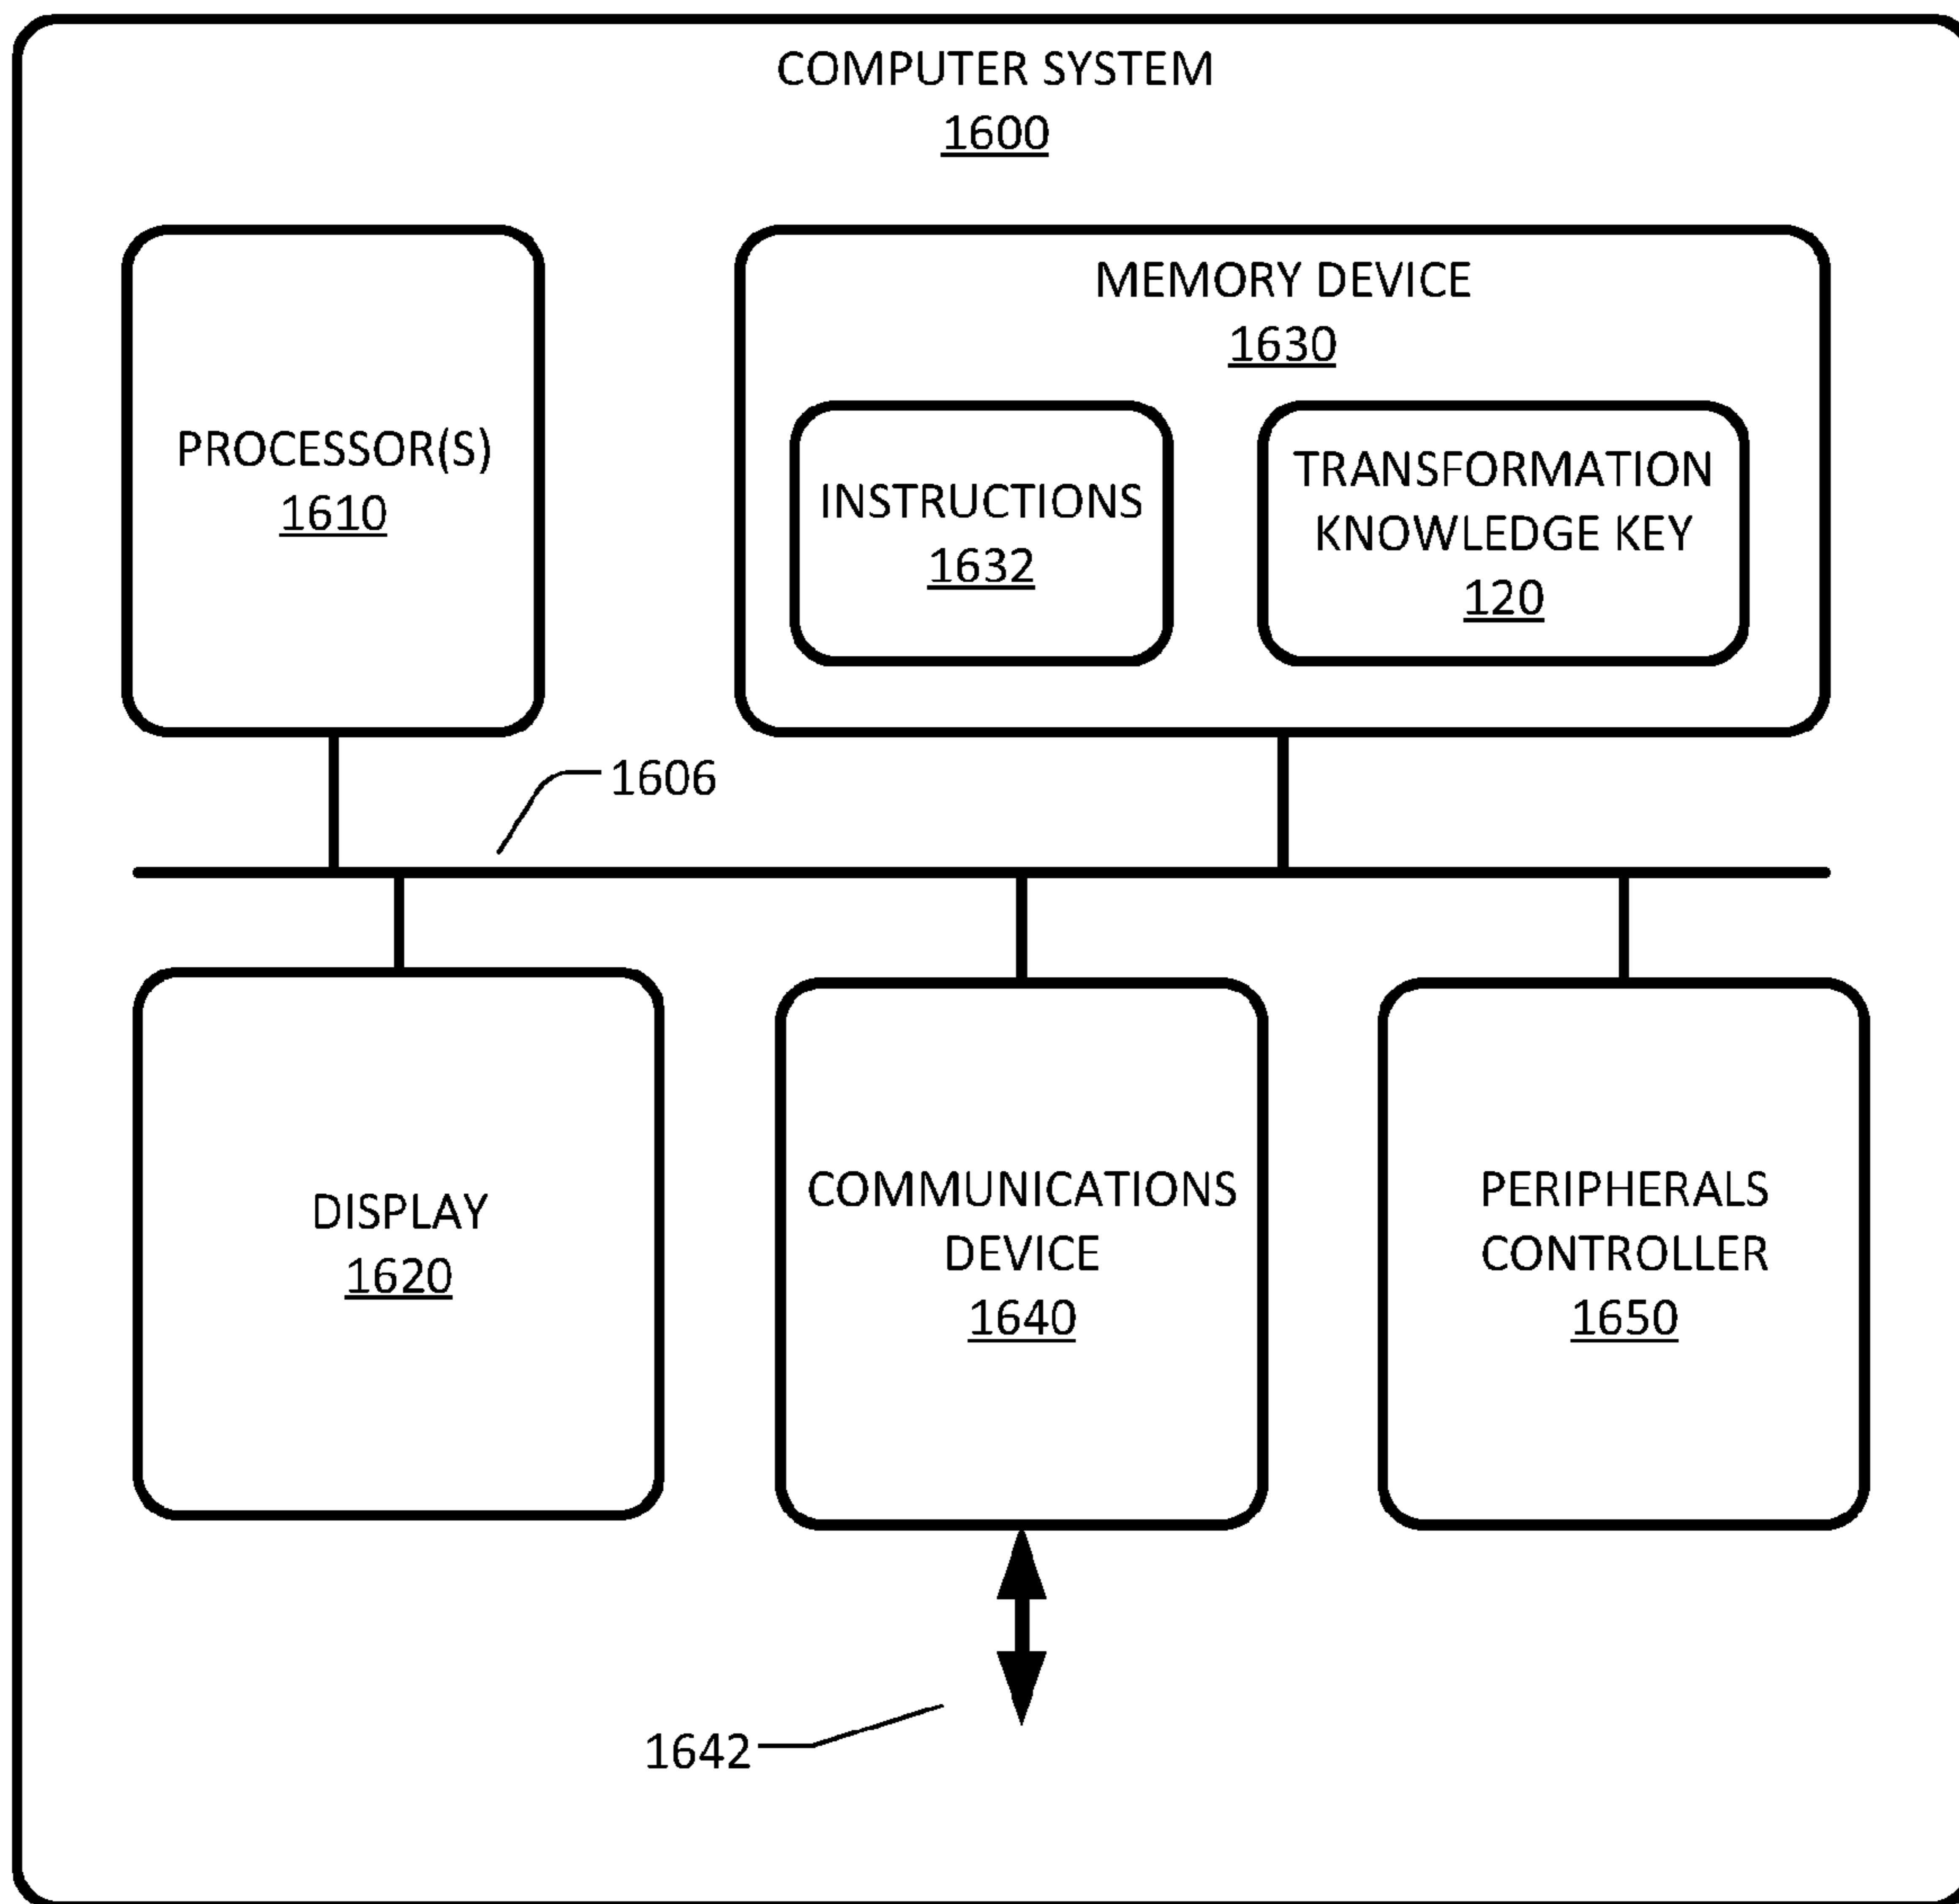 COMPUTER SYSTEM
1600
PROCESSOR(S)
1610
MEMORY DEVICE
1630
INSTRUCTIONS
1632
TRANSFORMATION
KNOWLEDGE KEY
120
1606
DISPLAY
1620
COMMUNICATIONS
DEVICE
1640
PERIPHERALS
CONTROLLER
1650
1642